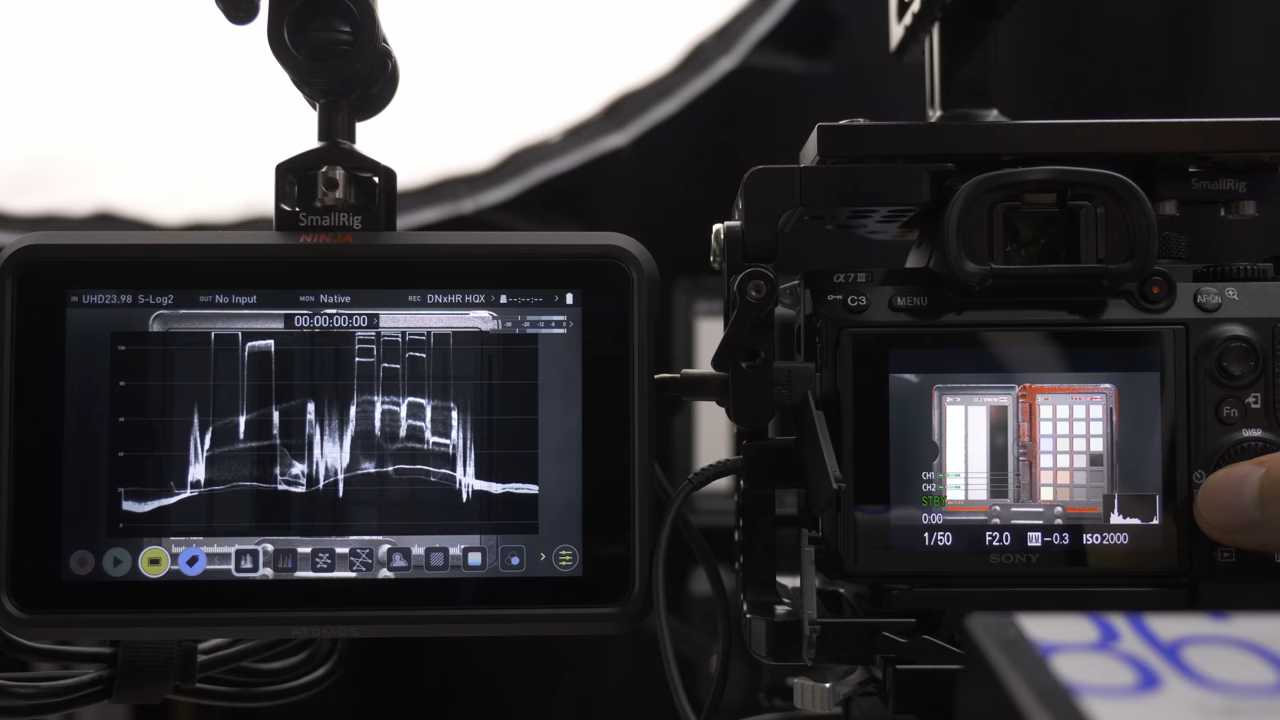 SmallRig
NINJA
IN UHD23.98 S-Log2 OUT No Input MON Native REC DNxHR HQX --:--:--
00:00:00:00
ATOMOS
SmallRig
α7III
C3 MENU
AF-ON
Fn
DISP
CH1
CH2
STBY
0:00
1/50 F2.0 MM −0.3 ISO 2000
SONY
86